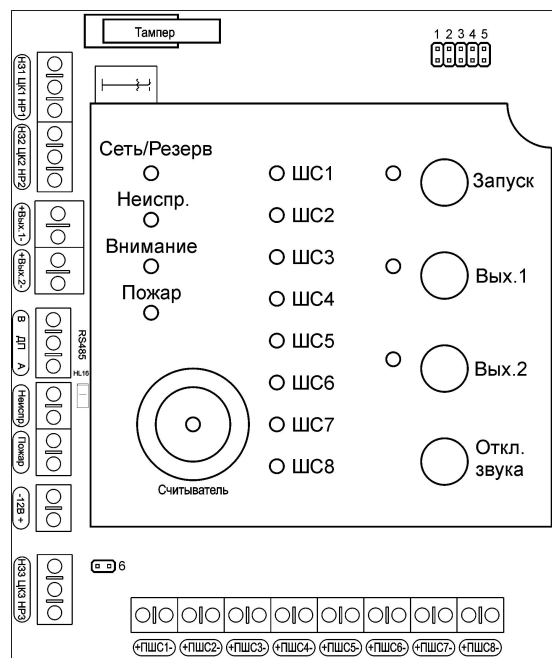 Тампер
1 2 3 4 5
НЗ1 ЦК1 НР1
НЗ2 ЦК2 НР2
+Вых.1-
+Вых.2-
В ДП А
RS485
HL16
Неиспр
Пожар
-12В +
НЗ3 ЦК3 НР3
Сеть/Резерв
Неиспр.
Внимание
Пожар
Считыватель
ШС1
ШС2
ШС3
ШС4
ШС5
ШС6
ШС7
ШС8
Запуск
Вых.1
Вых.2
Откл.
звука
6
+ПШС1- +ПШС2- +ПШС3- +ПШС4- +ПШС5- +ПШС6- +ПШС7- +ПШС8-